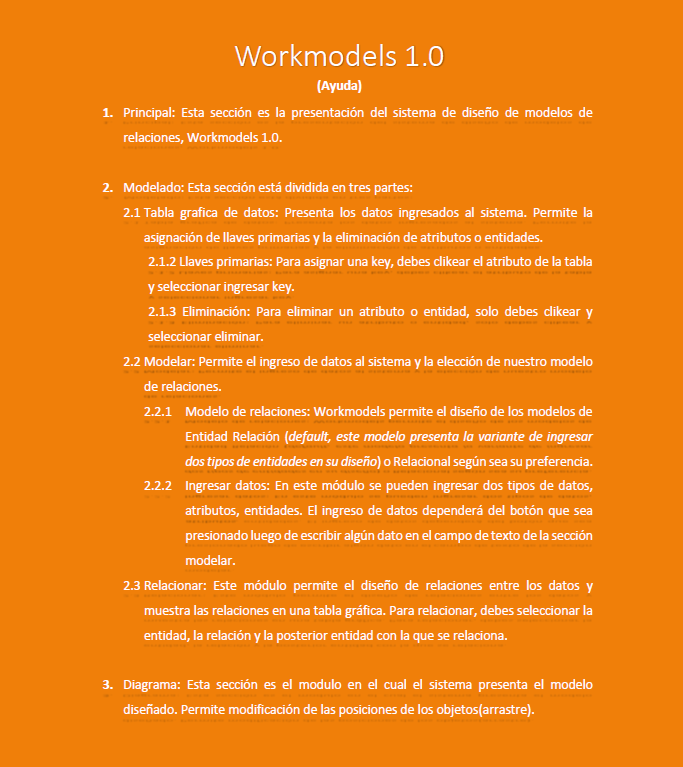 Workmodels 1.0
(Ayuda)
1. Principal: Esta sección es la presentación del sistema de diseño de modelos de
relaciones, Workmodels 1.0.
2. Modelado: Esta sección está dividida en tres partes:
2.1 Tabla grafica de datos: Presenta los datos ingresados al sistema. Permite la
asignación de llaves primarias y la eliminación de atributos o entidades.
2.1.2 Llaves primarias: Para asignar una key, debes clikear el atributo de la tabla
y seleccionar ingresar key.
2.1.3 Eliminación: Para eliminar un atributo o entidad, solo debes clikear y
seleccionar eliminar.
2.2 Modelar: Permite el ingreso de datos al sistema y la elección de nuestro modelo
de relaciones.
2.2.1 Modelo de relaciones: Workmodels permite el diseño de los modelos de
Entidad Relación (default, este modelo presenta la variante de ingresar
dos tipos de entidades en su diseño) o Relacional según sea su preferencia.
2.2.2 Ingresar datos: En este módulo se pueden ingresar dos tipos de datos,
atributos, entidades. El ingreso de datos dependerá del botón que sea
presionado luego de escribir algún dato en el campo de texto de la sección
modelar.
2.3 Relacionar: Este módulo permite el diseño de relaciones entre los datos y
muestra las relaciones en una tabla gráfica. Para relacionar, debes seleccionar la
entidad, la relación y la posterior entidad con la que se relaciona.
3. Diagrama: Esta sección es el modulo en el cual el sistema presenta el modelo
diseñado. Permite modificación de las posiciones de los objetos(arrastre).